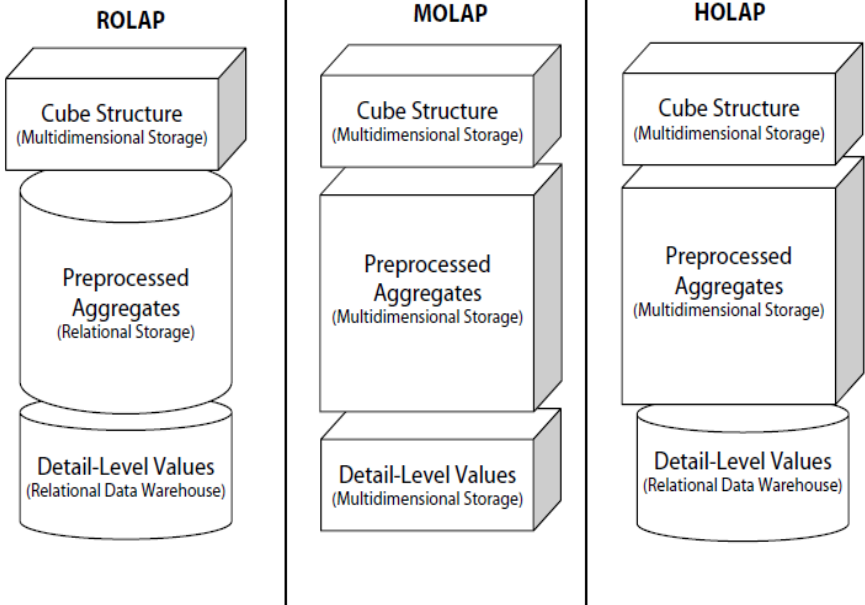 ROLAP
Cube Structure
(Multidimensional Storage)
Preprocessed
Aggregates
(Relational Storage)
Detail-Level Values
(Relational Data Warehouse)
MOLAP
Cube Structure
(Multidimensional Storage)
Preprocessed
Aggregates
(Multidimensional Storage)
Detail-Level Values
(Multidimensional Storage)
HOLAP
Cube Structure
(Multidimensional Storage)
Preprocessed
Aggregates
(Multidimensional Storage)
Detail-Level Values
(Relational Data Warehouse)